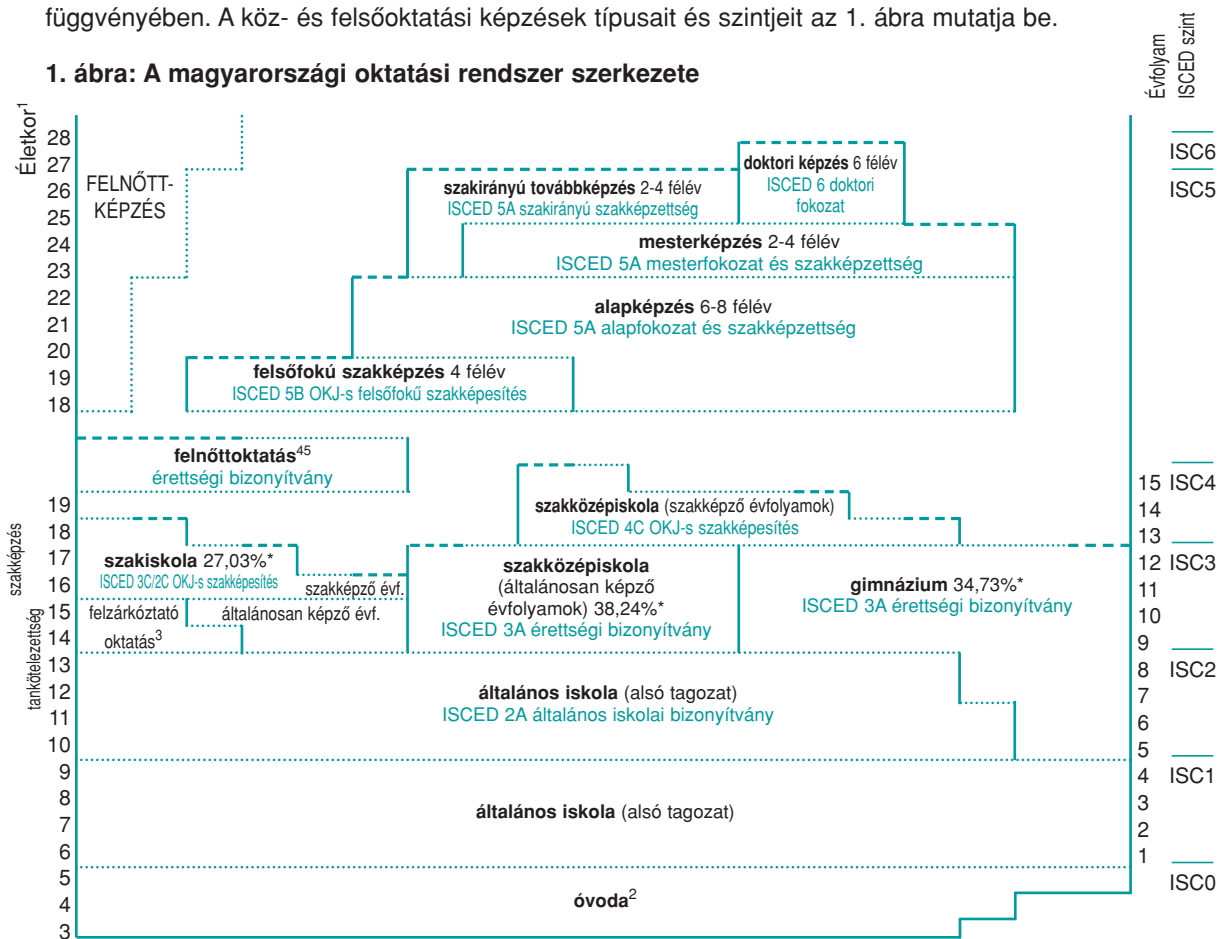 függvényében. A köz- és felsőoktatási képzések típusait és szintjeit az 1. ábra mutatja be.
1. ábra: A magyarországi oktatási rendszer szerkezete
Életkor¹
Évfolyam
ISCED szint
28
27
26
25
24
23
22
21
20
19
18
FELNŐTT-
KÉPZÉS
szakirányú továbbképzés 2-4 félév
ISCED 5A szakirányú szakképzettség
doktori képzés 6 félév
ISCED 6 doktori
fokozat
ISC6
ISC5
mesterképzés 2-4 félév
ISCED 5A mesterfokozat és szakképzettség
alapképzés 6-8 félév
ISCED 5A alapfokozat és szakképzettség
felsőfokú szakképzés 4 félév
ISCED 5B OKJ-s felsőfokű szakképesítés
felnőttoktatás⁴⁵
érettségi bizonyítvány
szakképzés
tankötelezettség
19
18
17
16
15
14
13
12
11
10
9
8
7
6
5
4
3
szakközépiskola (szakképző évfolyamok)
ISCED 4C OKJ-s szakképesítés
szakiskola 27,03%*
ISCED 3C/2C OKJ-s szakképesítés
szakképző évf.
felzárkóztató
oktatás³
általánosan képző évf.
szakközépiskola
(általánosan képző
évfolyamok) 38,24%*
ISCED 3A érettségi bizonyítvány
gimnázium 34,73%*
ISCED 3A érettségi bizonyítvány
általános iskola (alsó tagozat)
ISCED 2A általános iskolai bizonyítvány
általános iskola (alsó tagozat)
óvoda²
15 ISC4
14
13
12 ISC3
11
10
9
8 ISC2
7
6
5
4 ISC1
3
2
1
ISC0